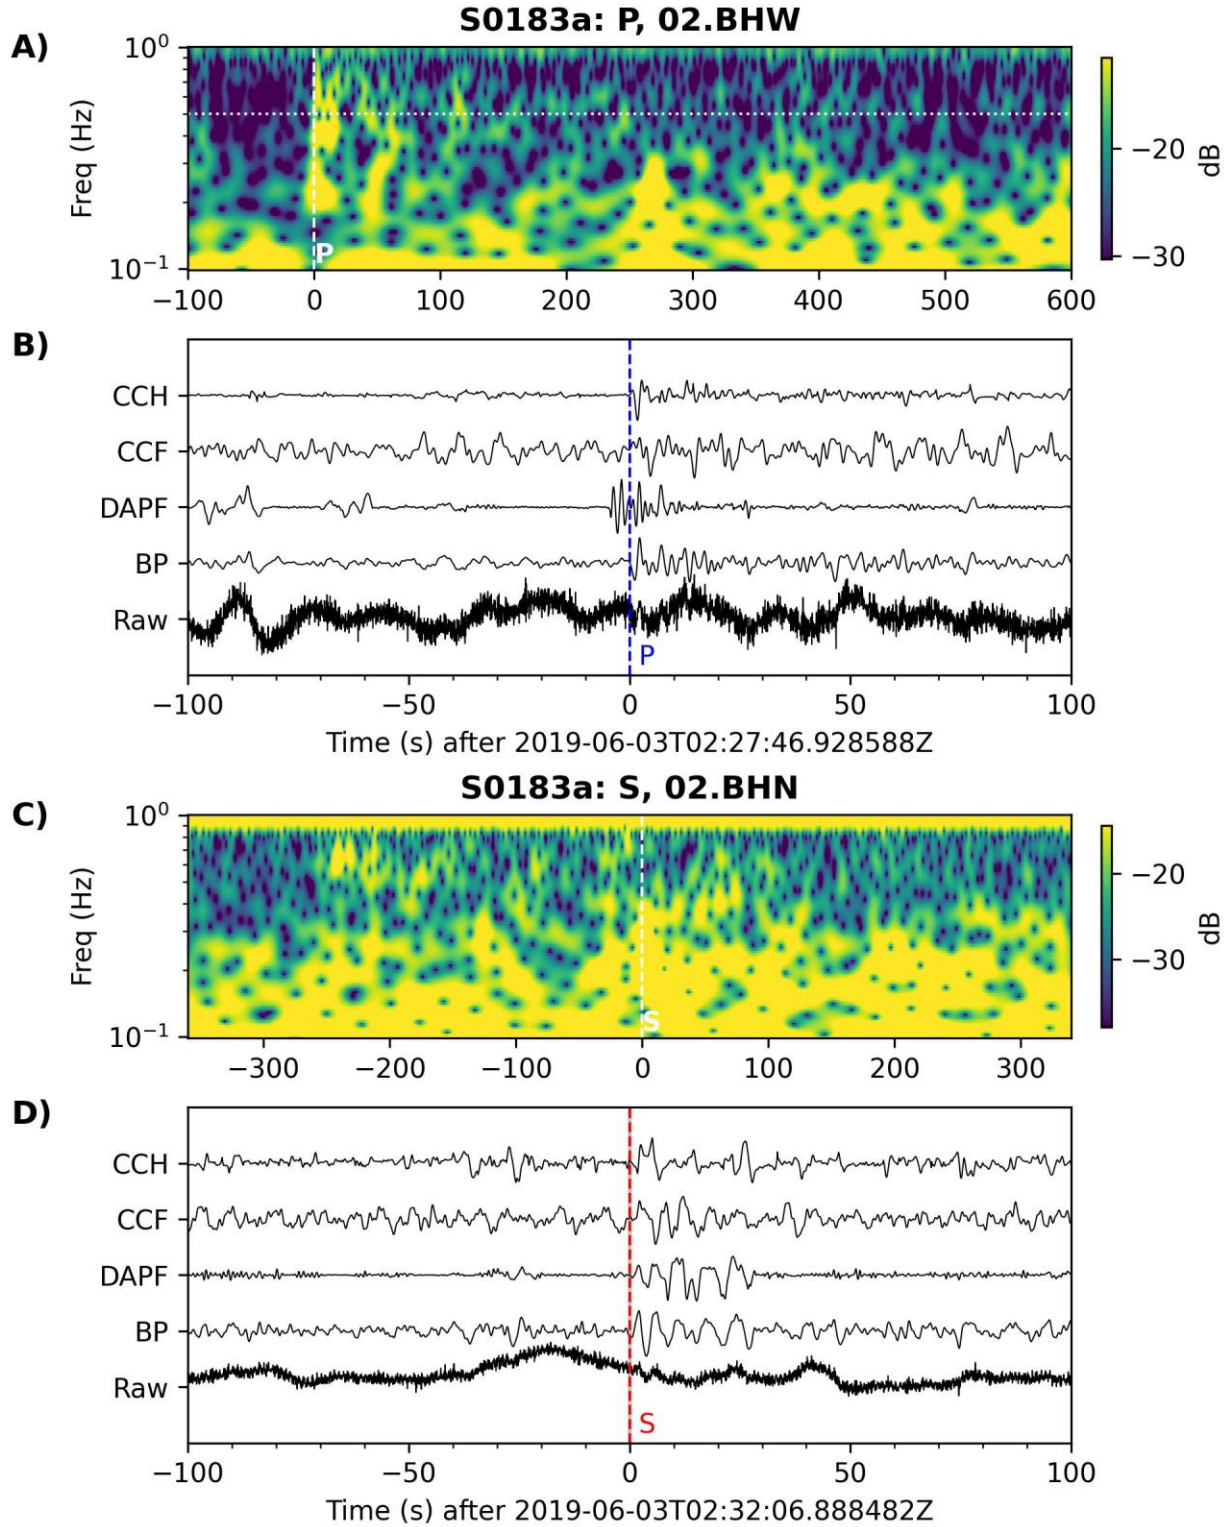 S0183a: P, 02.BHW
A)
10⁰
Freq (Hz)
10⁻¹
P
−100 0 100 200 300 400 500 600
−20
−30
dB
B)
CCH
CCF
DAPF
BP
Raw
P
−100 −50 0 50 100
Time (s) after 2019-06-03T02:27:46.928588Z
S0183a: S, 02.BHN
C)
10⁰
Freq (Hz)
10⁻¹
S
−300 −200 −100 0 100 200 300
−20
−30
dB
D)
CCH
CCF
DAPF
BP
Raw
S
−100 −50 0 50 100
Time (s) after 2019-06-03T02:32:06.888482Z